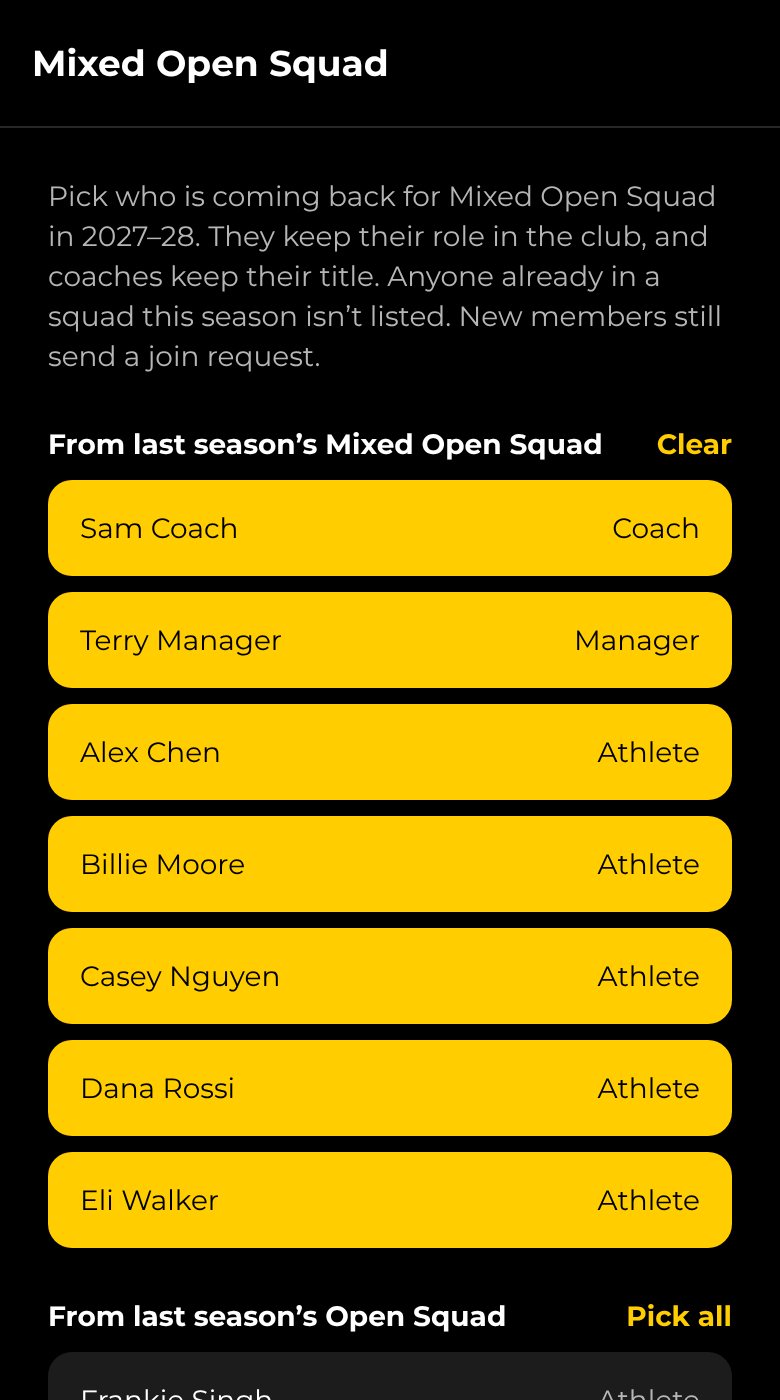 Mixed Open Squad
Pick who is coming back for Mixed Open Squad
in 2027–28. They keep their role in the club, and
coaches keep their title. Anyone already in a
squad this season isn’t listed. New members still
send a join request.
From last season’s Mixed Open Squad Clear
Sam Coach Coach
Terry Manager Manager
Alex Chen Athlete
Billie Moore Athlete
Casey Nguyen Athlete
Dana Rossi Athlete
Eli Walker Athlete
From last season’s Open Squad Pick all
Frankie Singh Athlete